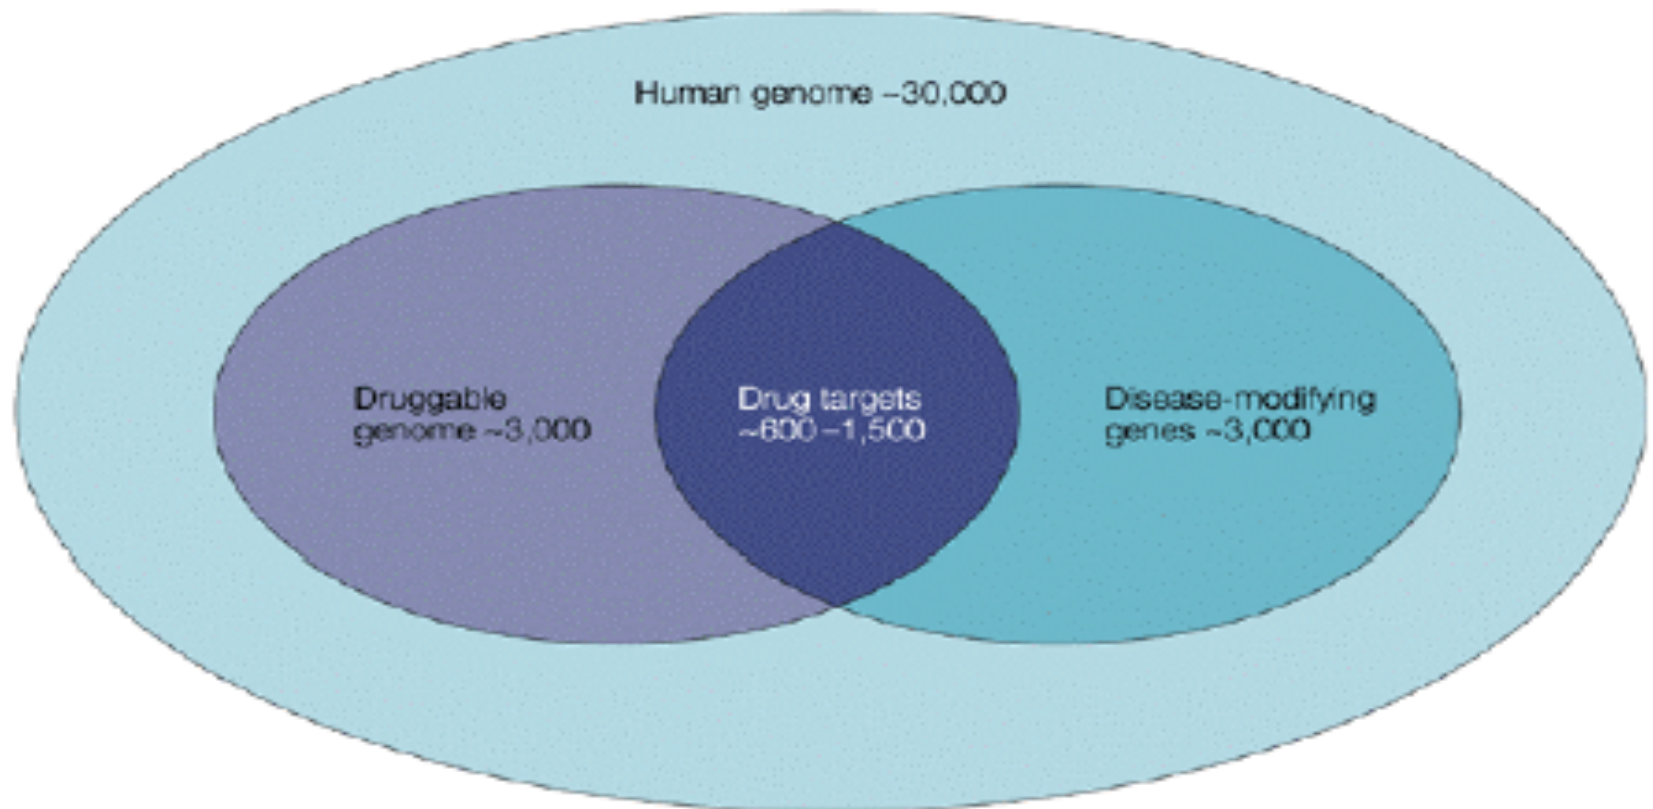 Human genome ~30,000
Druggable
genome ~3,000
Drug targets
~600–1,500
Disease-modifying
genes ~3,000